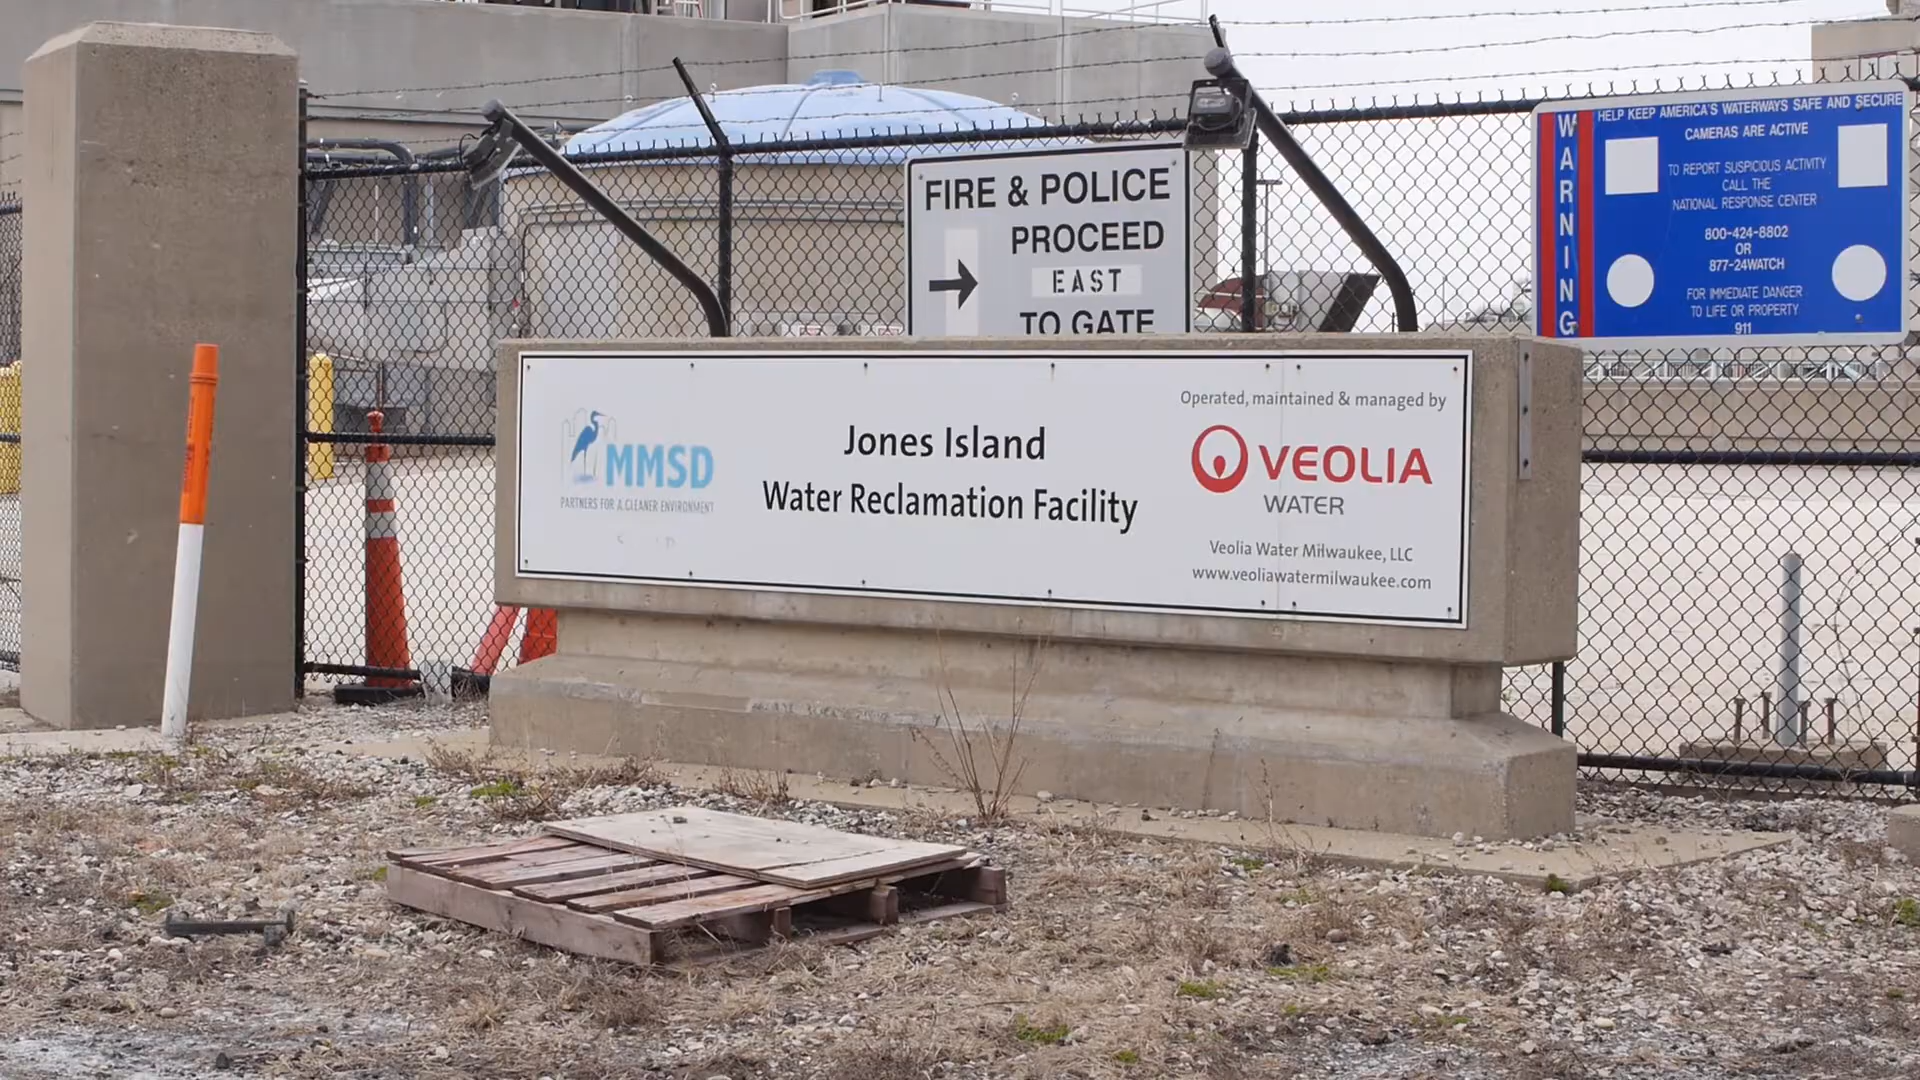 FIRE & POLICE
PROCEED
EAST
TO GATE
WARNING
HELP KEEP AMERICA'S WATERWAYS SAFE AND SECURE
CAMERAS ARE ACTIVE
TO REPORT SUSPICIOUS ACTIVITY
CALL THE
NATIONAL RESPONSE CENTER
800-424-8802
OR
877-24WATCH
FOR IMMEDIATE DANGER
TO LIFE OR PROPERTY
911
MMSD
PARTNERS FOR A CLEANER ENVIRONMENT
Jones Island
Water Reclamation Facility
Operated, maintained & managed by
VEOLIA
WATER
Veolia Water Milwaukee, LLC
www.veoliawatermilwaukee.com